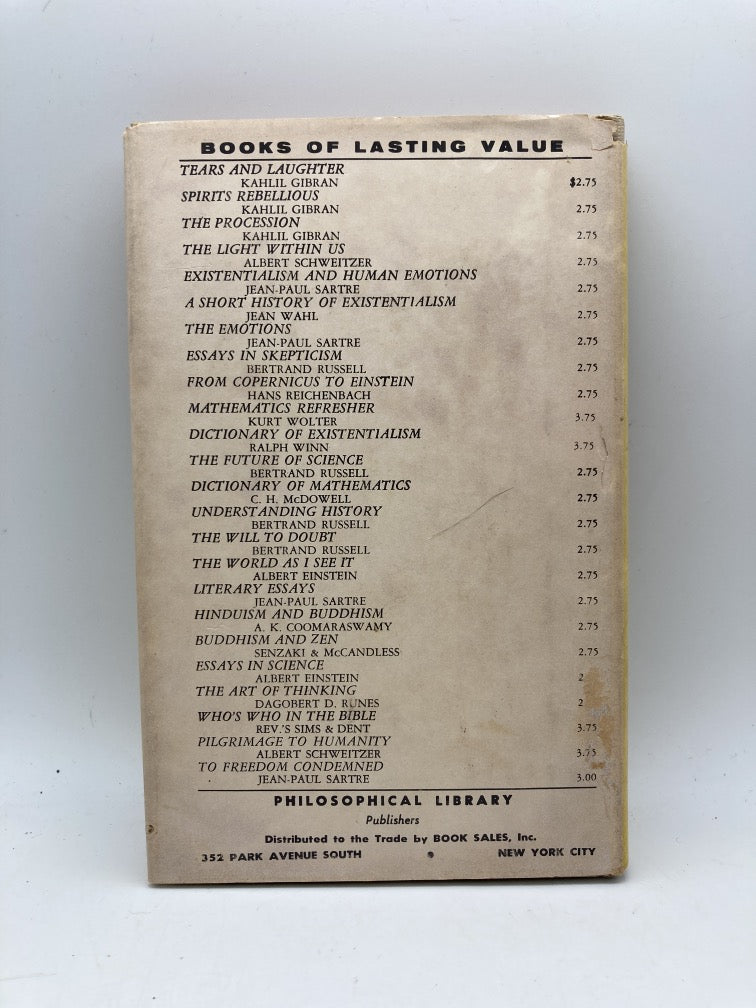 BOOKS OF LASTING VALUE
TEARS AND LAUGHTER
KAHLIL GIBRAN $2.75
SPIRITS REBELLIOUS
KAHLIL GIBRAN 2.75
THE PROCESSION
KAHLIL GIBRAN 2.75
THE LIGHT WITHIN US
ALBERT SCHWEITZER 2.75
EXISTENTIALISM AND HUMAN EMOTIONS
JEAN-PAUL SARTRE 2.75
A SHORT HISTORY OF EXISTENTIALISM
JEAN WAHL 2.75
THE EMOTIONS
JEAN-PAUL SARTRE 2.75
ESSAYS IN SKEPTICISM
BERTRAND RUSSELL 2.75
FROM COPERNICUS TO EINSTEIN
HANS REICHENBACH 2.75
MATHEMATICS REFRESHER
KURT WOLTER 3.75
DICTIONARY OF EXISTENTIALISM
RALPH WINN 3.75
THE FUTURE OF SCIENCE
BERTRAND RUSSELL 2.75
DICTIONARY OF MATHEMATICS
C. H. McDOWELL 2.75
UNDERSTANDING HISTORY
BERTRAND RUSSELL 2.75
THE WILL TO DOUBT
BERTRAND RUSSELL 2.75
THE WORLD AS I SEE IT
ALBERT EINSTEIN 2.75
LITERARY ESSAYS
JEAN-PAUL SARTRE 2.75
HINDUISM AND BUDDHISM
A. K. COOMARASWAMY 2.75
BUDDHISM AND ZEN
SENZAKI & McCANDLESS 2.75
ESSAYS IN SCIENCE
ALBERT EINSTEIN 2
THE ART OF THINKING
DAGOBERT D. RUNES 2
WHO'S WHO IN THE BIBLE
REV.'S SIMS & DENT 3.75
PILGRIMAGE TO HUMANITY
ALBERT SCHWEITZER 3.75
TO FREEDOM CONDEMNED
JEAN-PAUL SARTRE 3.00
PHILOSOPHICAL LIBRARY
Publishers
Distributed to the Trade by BOOK SALES, Inc.
352 PARK AVENUE SOUTH • NEW YORK CITY